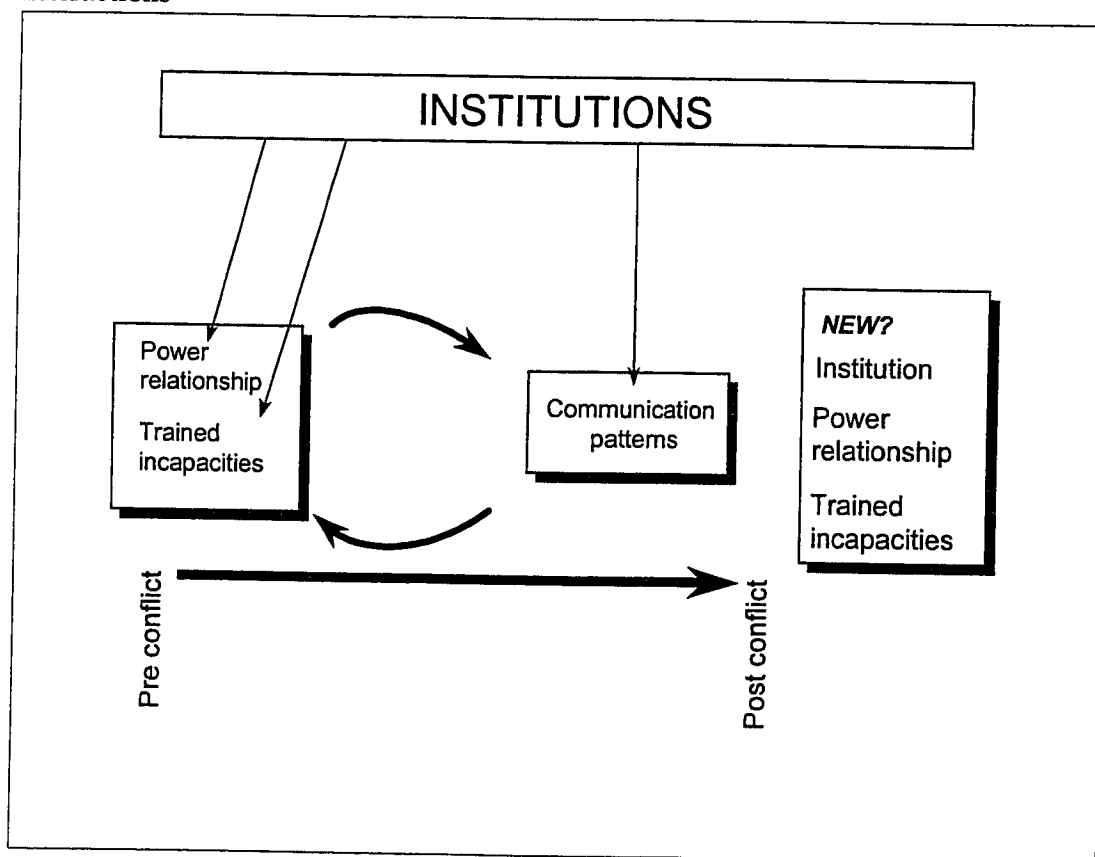 INSTITUTIONS
Power
relationship
Trained
incapacities
Communication
patterns
NEW?
Institution
Power
relationship
Trained
incapacities
Pre conflict
Post conflict